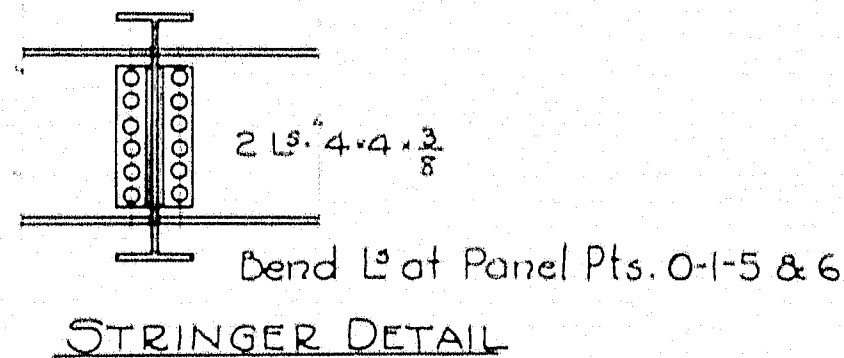 2 Ls. 4×4×3/8
Bend Ls at Panel Pts. 0-1-5 & 6
STRINGER DETAIL